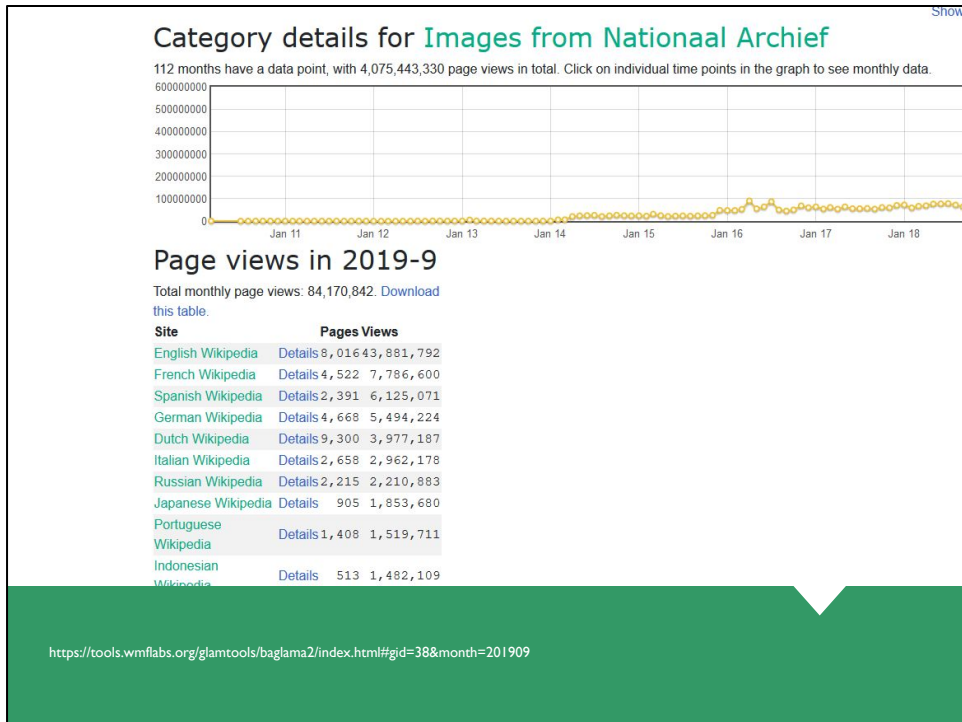 Show
Category details for Images from Nationaal Archief
112 months have a data point, with 4,075,443,330 page views in total. Click on individual time points in the graph to see monthly data.
600000000
500000000
400000000
300000000
200000000
100000000
0
Jan 11 Jan 12 Jan 13 Jan 14 Jan 15 Jan 16 Jan 17 Jan 18
Page views in 2019-9
Total monthly page views: 84,170,842. Download
this table.
Site Pages Views
English Wikipedia Details 8,016 43,881,792
French Wikipedia Details 4,522 7,786,600
Spanish Wikipedia Details 2,391 6,125,071
German Wikipedia Details 4,668 5,494,224
Dutch Wikipedia Details 9,300 3,977,187
Italian Wikipedia Details 2,658 2,962,178
Russian Wikipedia Details 2,215 2,210,883
Japanese Wikipedia Details 905 1,853,680
Portuguese
Wikipedia Details 1,408 1,519,711
Indonesian
Wikipedia Details 513 1,482,109
https://tools.wmflabs.org/glamtools/baglama2/index.html#gid=38&month=201909